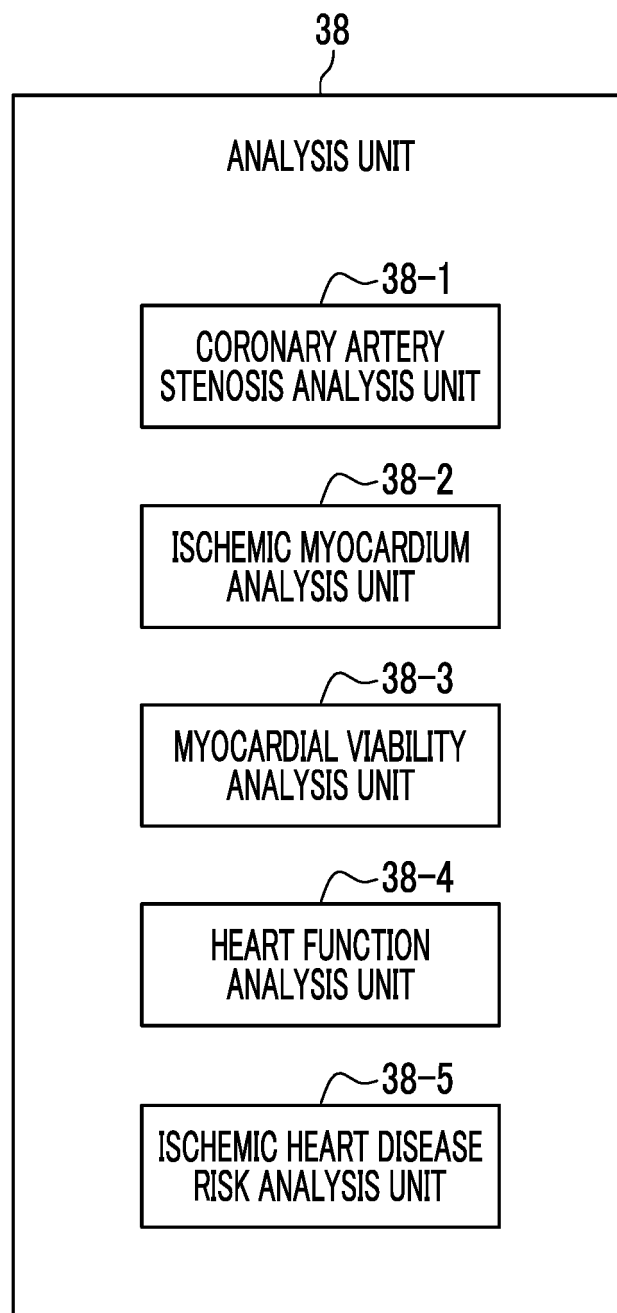 38
ANALYSIS UNIT
38-1
CORONARY ARTERY
STENOSIS ANALYSIS UNIT
38-2
ISCHEMIC MYOCARDIUM
ANALYSIS UNIT
38-3
MYOCARDIAL VIABILITY
ANALYSIS UNIT
38-4
HEART FUNCTION
ANALYSIS UNIT
38-5
ISCHEMIC HEART DISEASE
RISK ANALYSIS UNIT